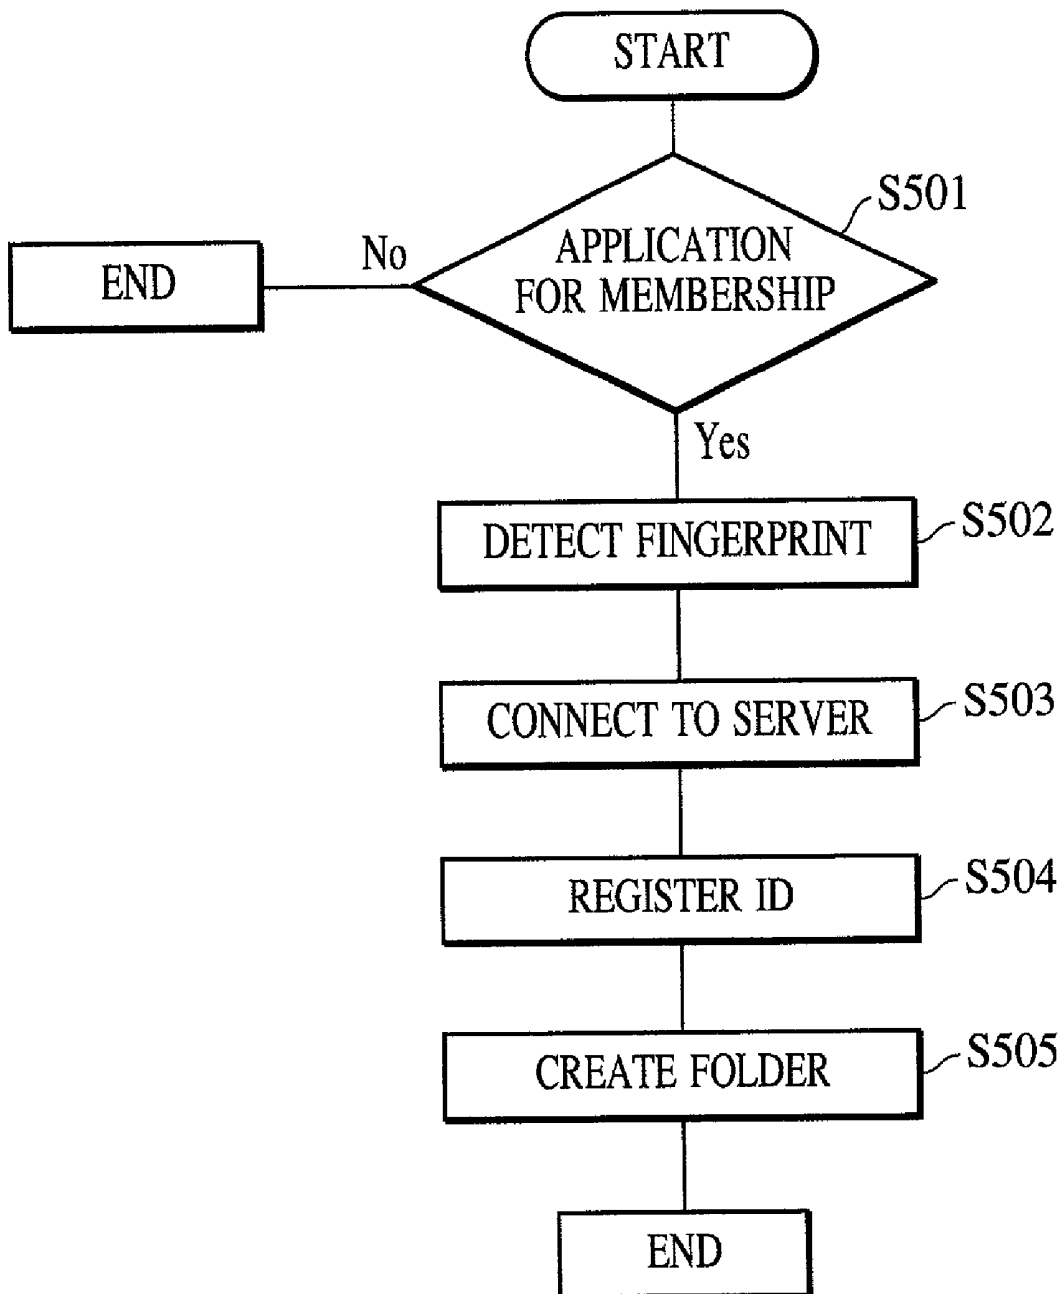 START
S501
APPLICATION
FOR MEMBERSHIP
No
END
Yes
DETECT FINGERPRINT
S502
CONNECT TO SERVER
S503
REGISTER ID
S504
CREATE FOLDER
S505
END